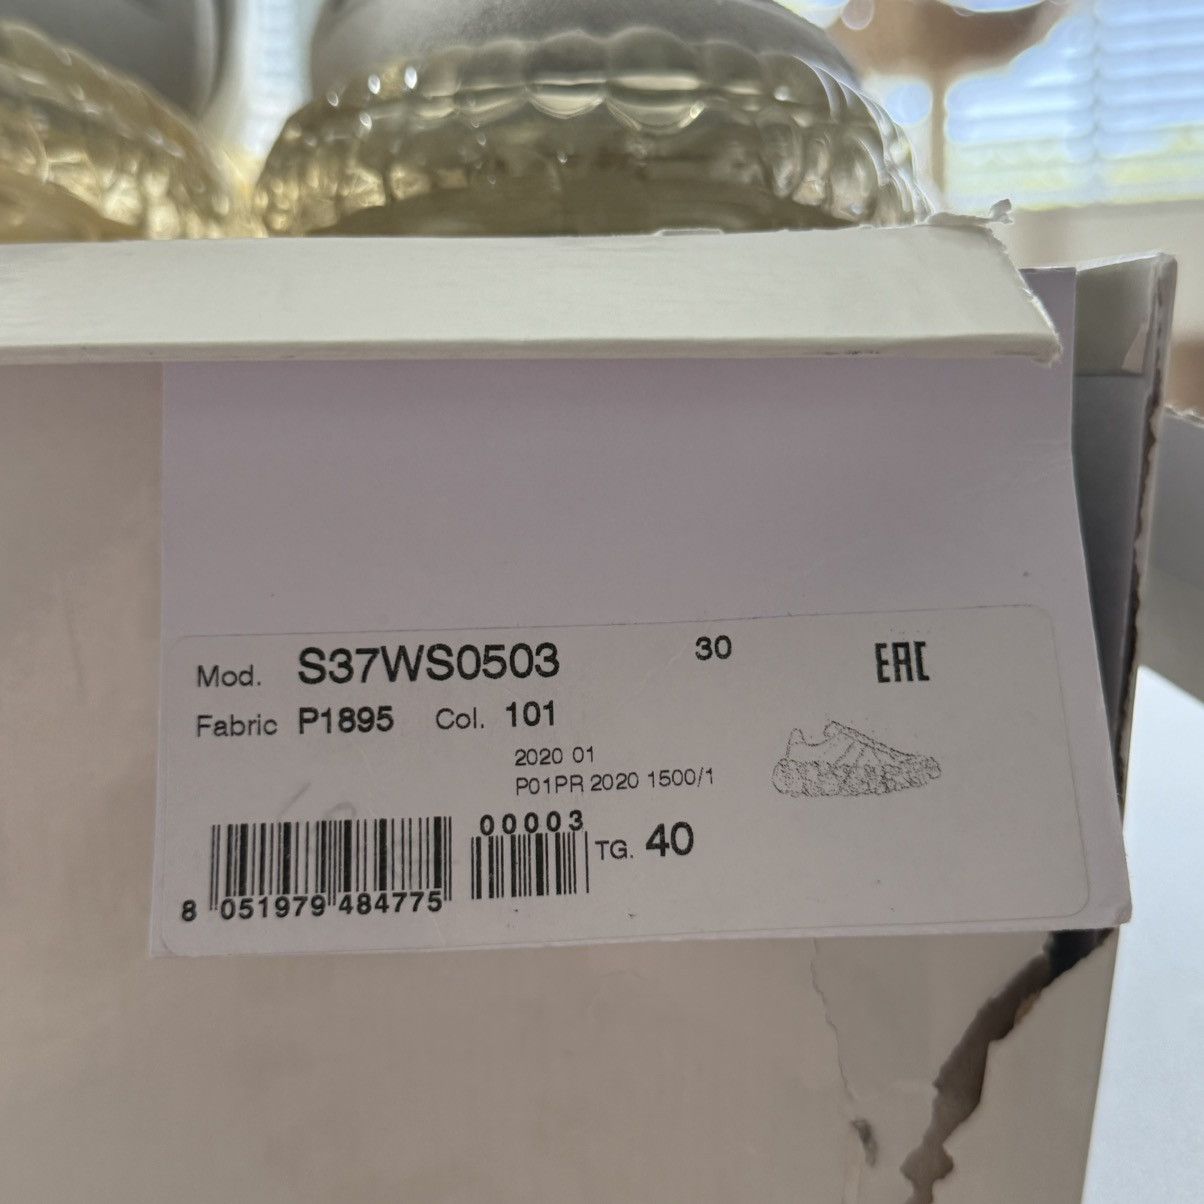 Mod. S37WS0503 30 EAC
Fabric P1895 Col. 101
2020 01
P01PR 2020 1500/1
00003
TG. 40
8 051979 484775